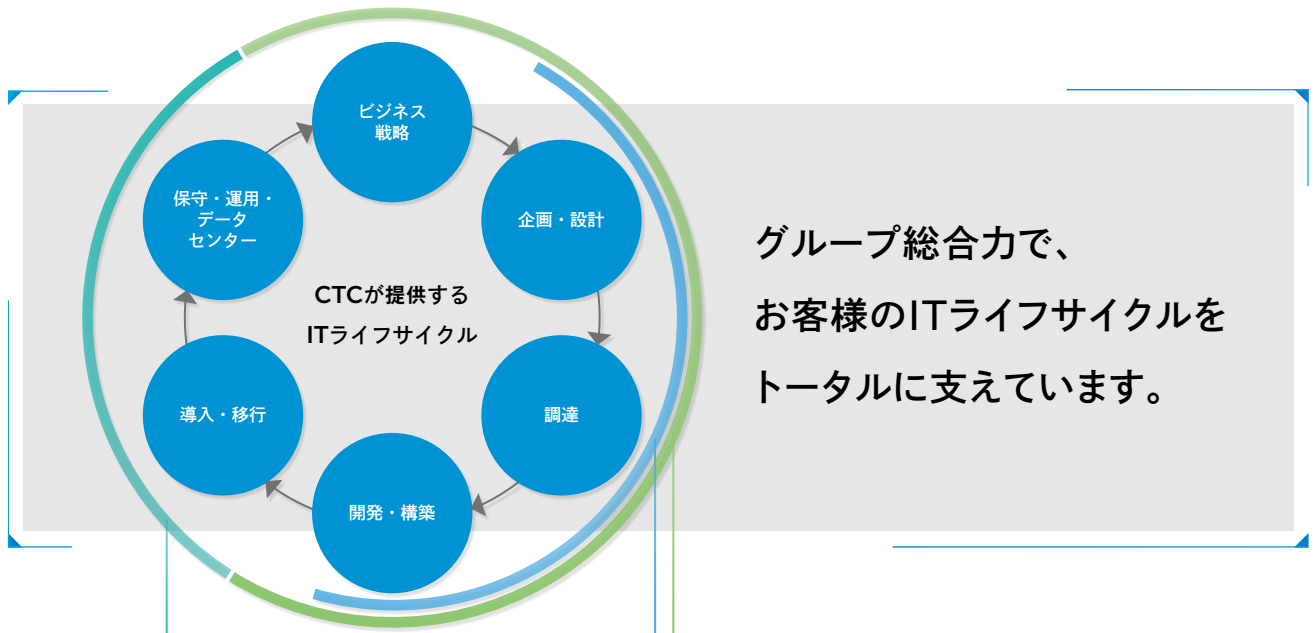 ビジネス
戦略
企画・設計
調達
開発・構築
導入・移行
保守・運用・
データ
センター
CTCが提供する
ITライフサイクル
グループ総合力で、
お客様のITライフサイクルを
トータルに支えています。